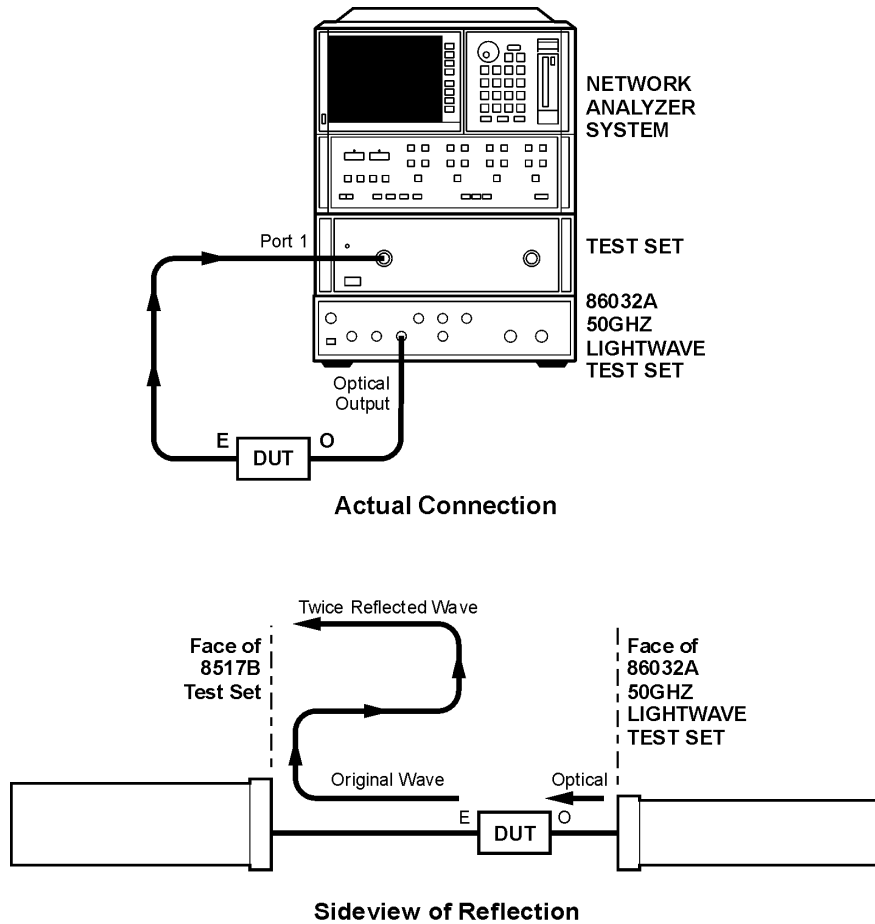 NETWORK
ANALYZER
SYSTEM
Port 1
TEST SET
86032A
50GHZ
LIGHTWAVE
TEST SET
Optical
Output
E
DUT
O
Actual Connection
Twice Reflected Wave
Face of
8517B
Test Set
Face of
86032A
50GHZ
LIGHTWAVE
TEST SET
Original Wave
Optical
E
DUT
O
Sideview of Reflection